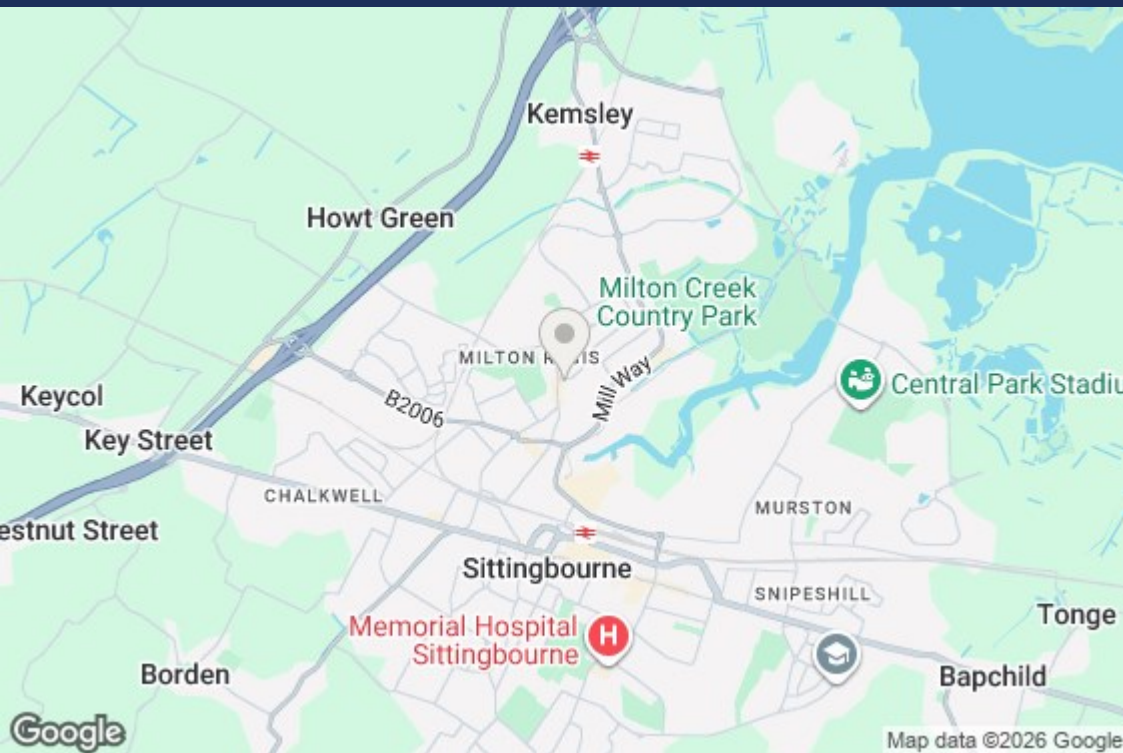 Kemsley
Howt Green
Milton Creek
Country Park
MILTON R IS
Mill Way
Keycol
Central Park Stadiu
B2006
Key Street
CHALKWELL
MURSTON
estnut Street
Sittingbourne
SNIPESHILL
Tonge
Memorial Hospital
Sittingbourne
H
Borden
Bapchild
Google
Map data ©2026 Google